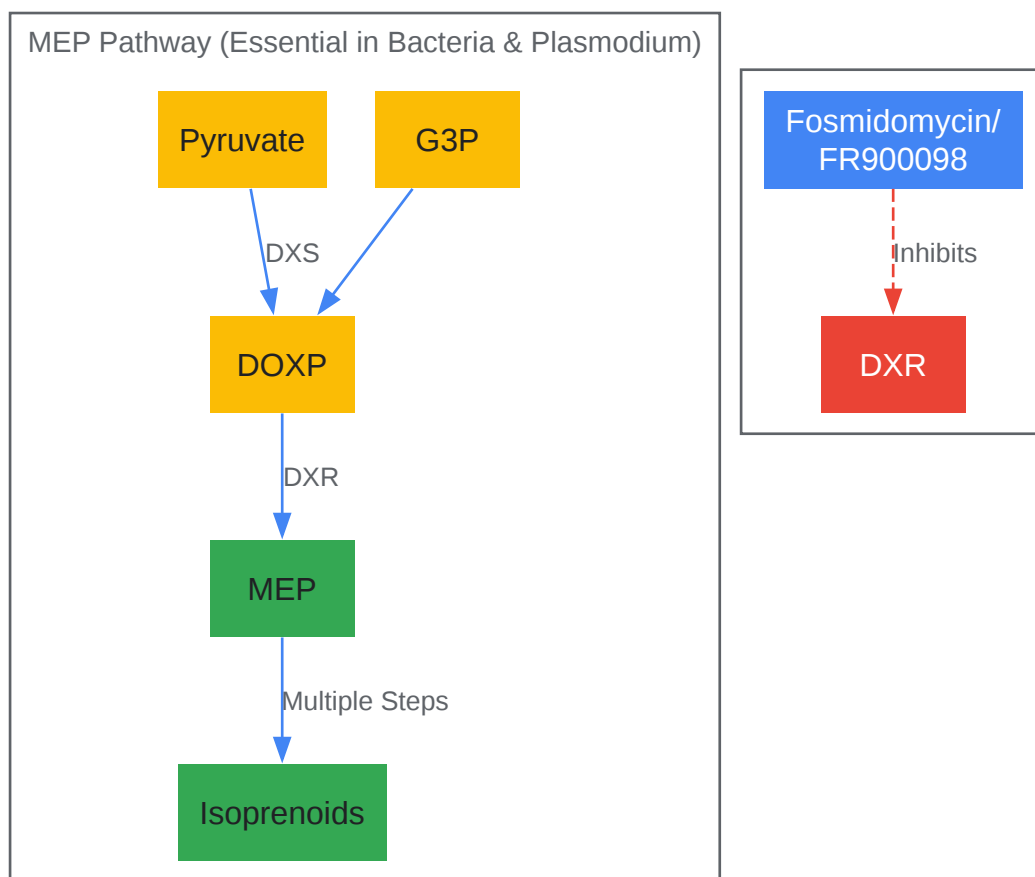 MEP Pathway (Essential in Bacteria & Plasmodium)
Pyruvate
G3P
DXS
DOXP
DXR
MEP
Multiple Steps
Isoprenoids
Fosmidomycin/
FR900098
Inhibits
DXR